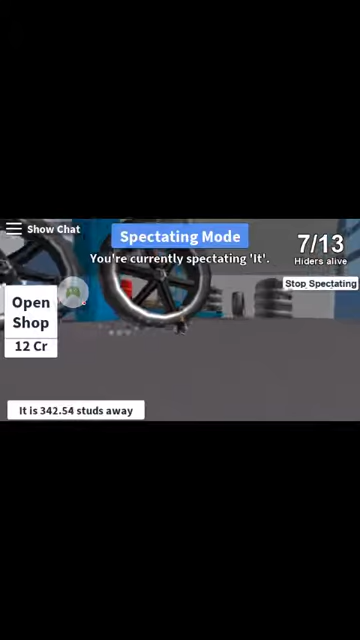 Show Chat
Spectating Mode
You're currently spectating 'It'.
7/13
Hiders alive
Stop Spectating
Open
Shop
12 Cr
It is 342.54 studs away